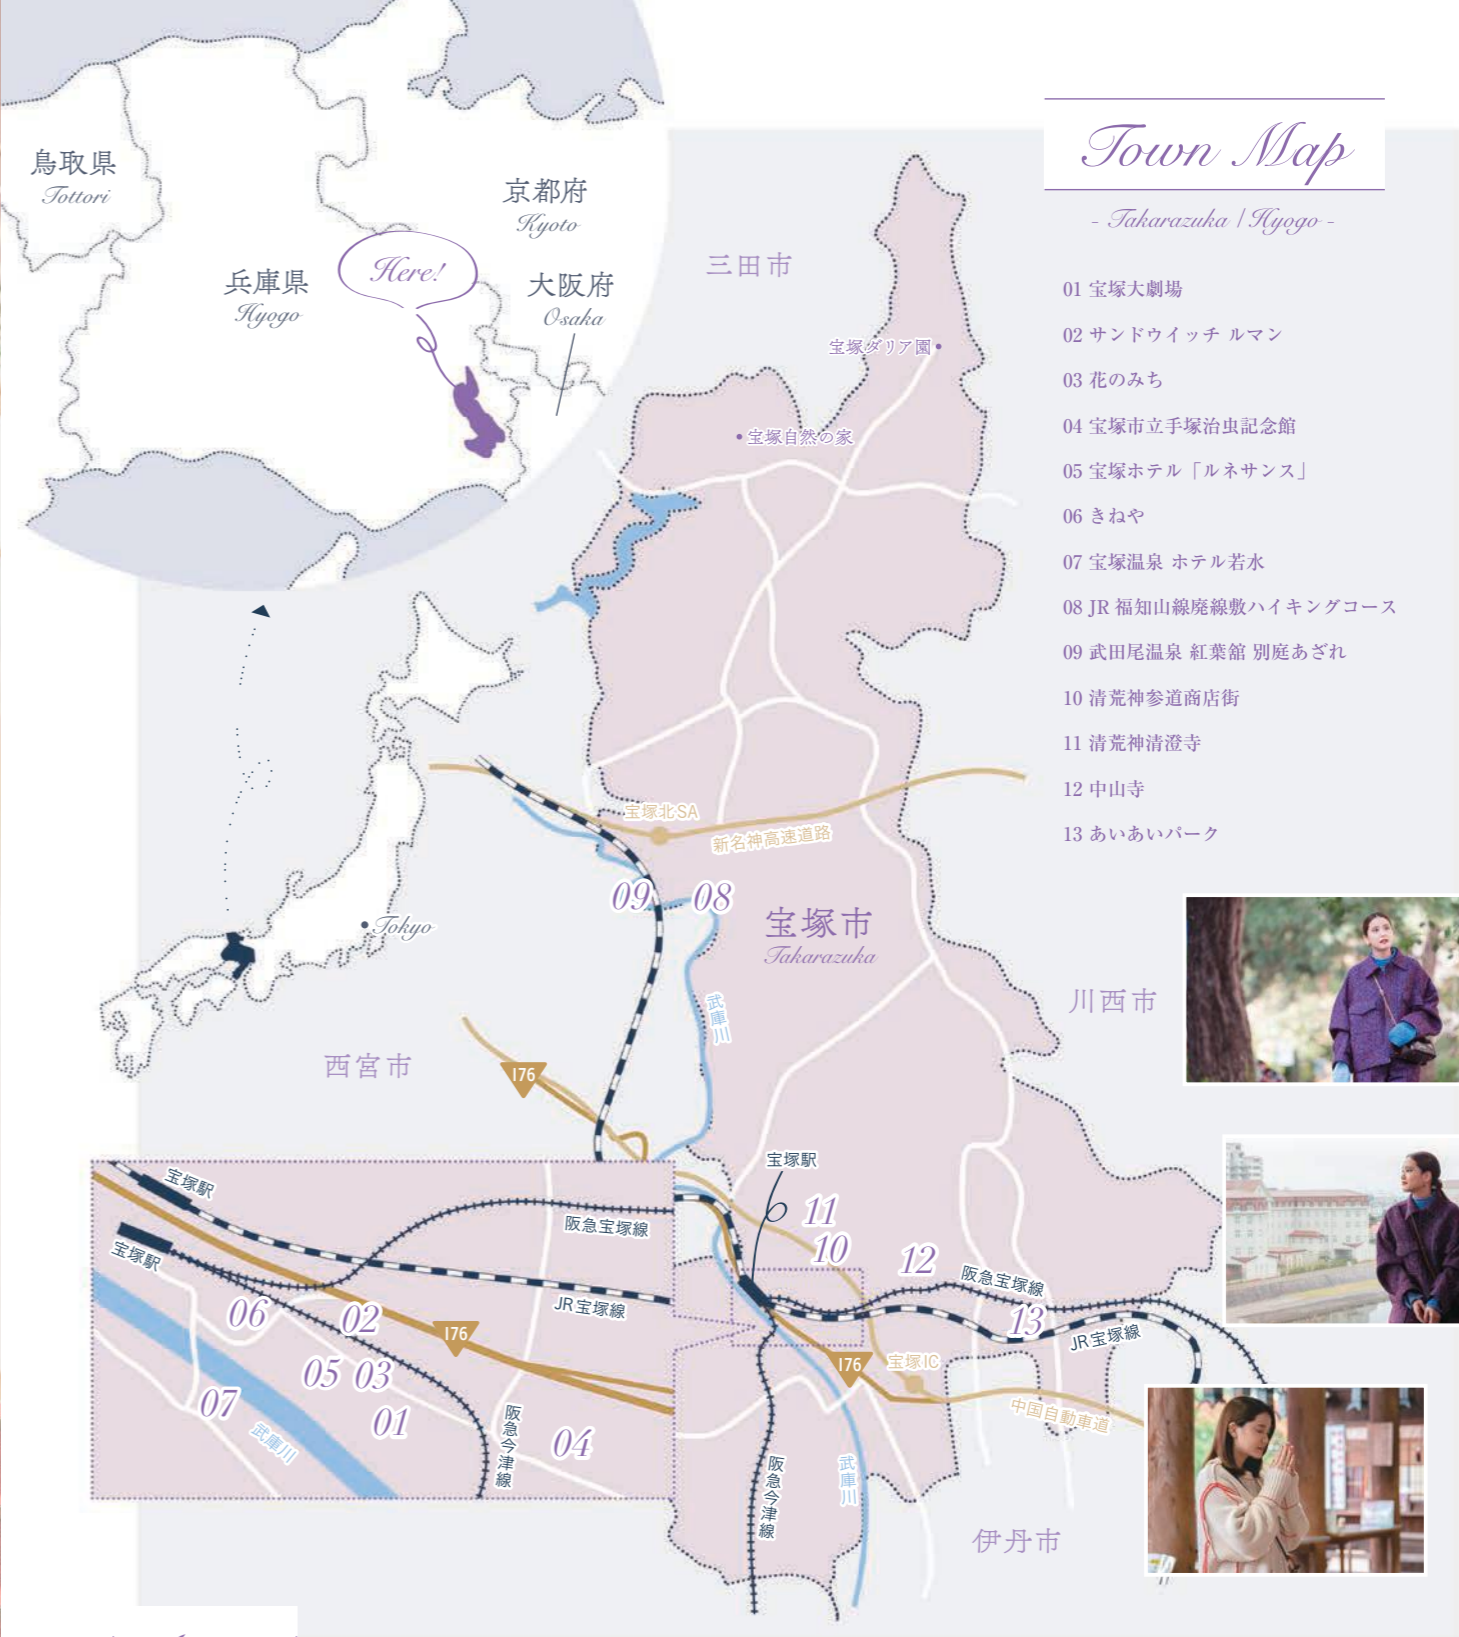 鳥取県
Tottori
京都府
Kyoto
兵庫県
Hyogo
Here!
大阪府
Osaka
Town Map
- Takarazuka | Hyogo -
01 宝塚大劇場
02 サンドウイッチ ルマン
03 花のみち
04 宝塚市立手塚治虫記念館
05 宝塚ホテル「ルネサンス」
06 きねや
07 宝塚温泉 ホテル若水
08 JR 福知山線廃線敷ハイキングコース
09 武田尾温泉 紅葉舘 別庭あざれ
10 清荒神参道商店街
11 清荒神清澄寺
12 中山寺
13 あいあいパーク
三田市
宝塚ダリア園
宝塚自然の家
宝塚北SA
新名神高速道路
09
08
宝塚市
Takarazuka
Tokyo
武庫川
川西市
西宮市
176
宝塚駅
11
10
12
阪急宝塚線
13
JR宝塚線
176
宝塚IC
中国自動車道
阪急今津線
武庫川
伊丹市
宝塚駅
宝塚駅
阪急宝塚線
JR宝塚線
06
02
176
05
03
07
01
武庫川
阪急今津線
04